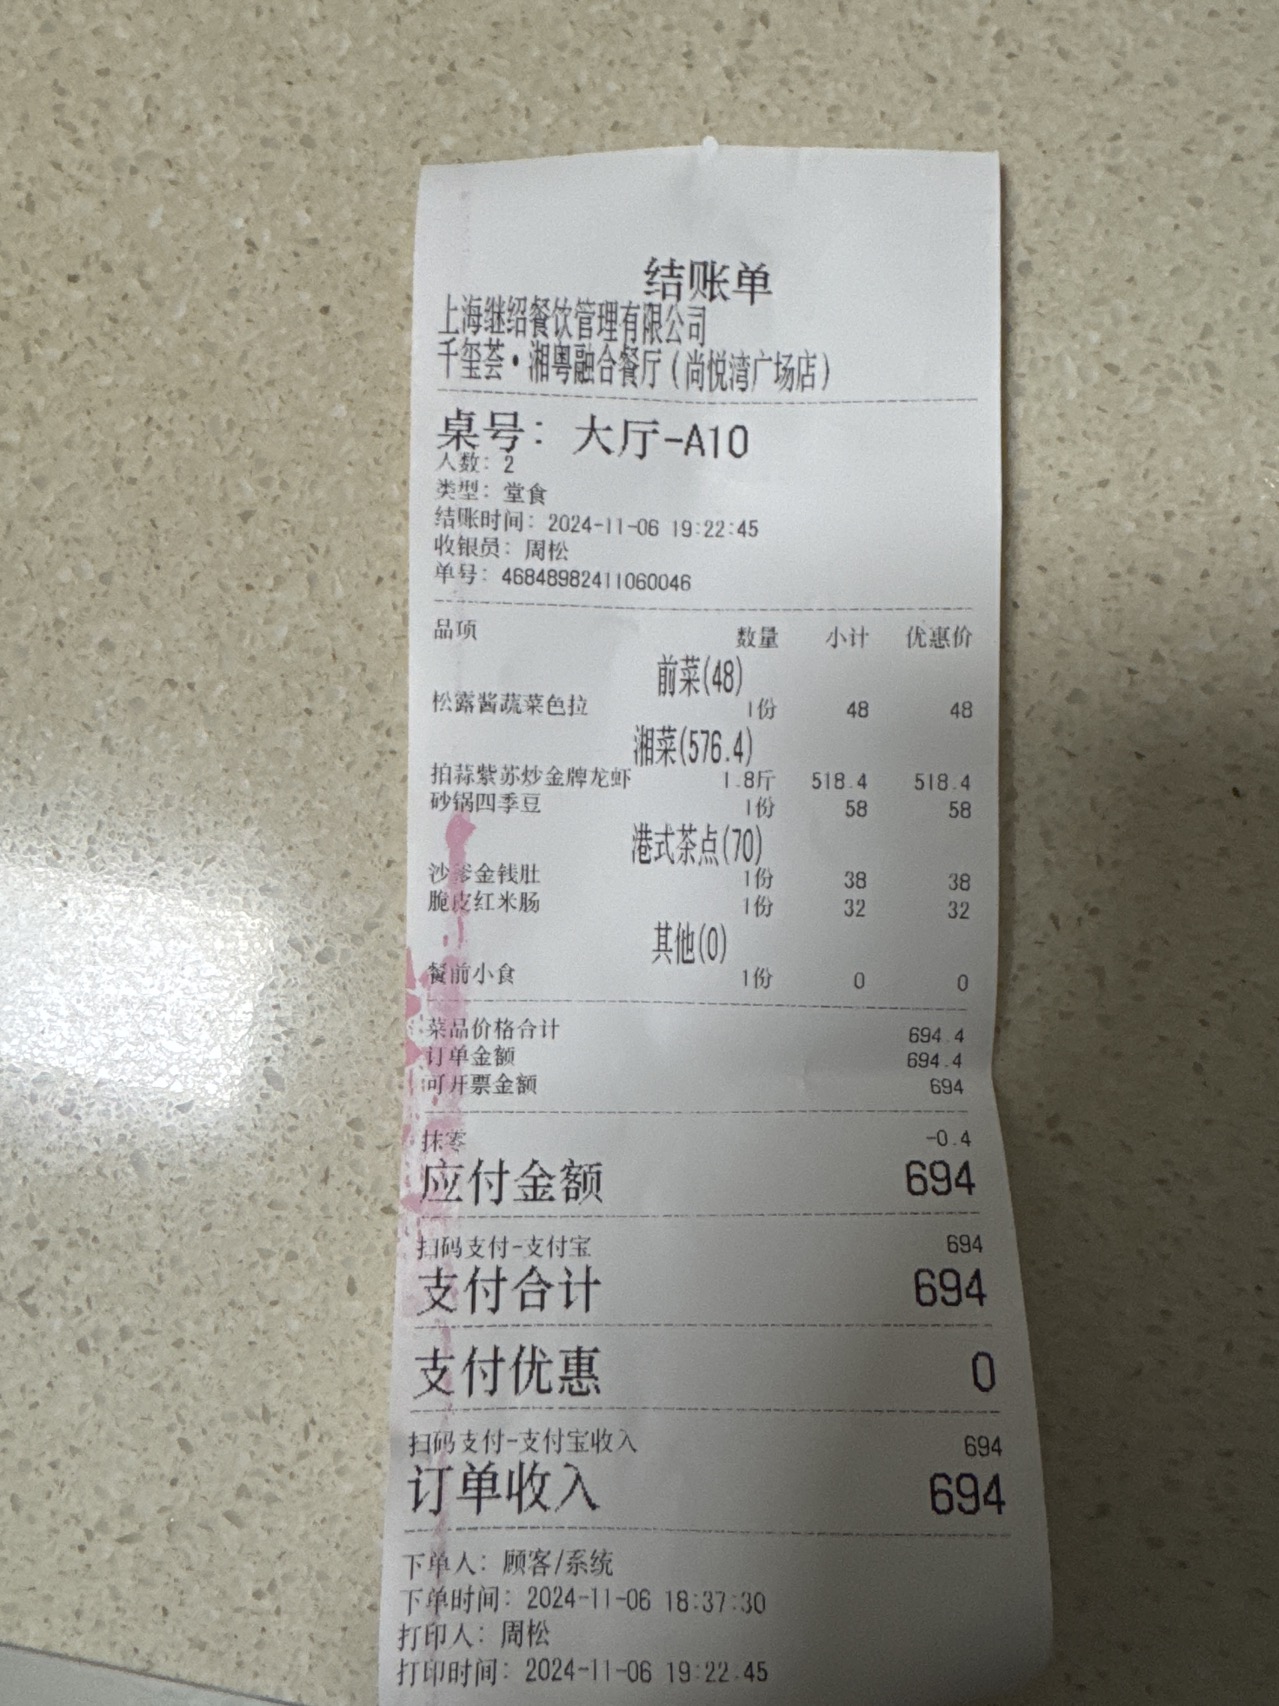 结账单
上海继绍餐饮管理有限公司
千玺荟·湘粤融合餐厅(尚悦湾广场店)
桌号: 大厅-A10
人数: 2
类型: 堂食
结账时间: 2024-11-06 19:22:45
收银员: 周松
单号: 46848982411060046
品项 数量 小计 优惠价
前菜(48)
松露酱蔬菜色拉 1份 48 48
湘菜(576.4)
拍蒜紫苏炒金牌龙虾 1.8斤 518.4 518.4
砂锅四季豆 1份 58 58
港式茶点(70)
沙爹金钱肚 1份 38 38
脆皮红米肠 1份 32 32
其他(0)
餐前小食 1份 0 0
菜品价格合计 694.4
订单金额 694.4
可开票金额 694
抹零 -0.4
应付金额 694
扫码支付-支付宝 694
支付合计 694
支付优惠 0
扫码支付-支付宝收入 694
订单收入 694
下单人: 顾客/系统
下单时间: 2024-11-06 18:37:30
打印人: 周松
打印时间: 2024-11-06 19:22:45